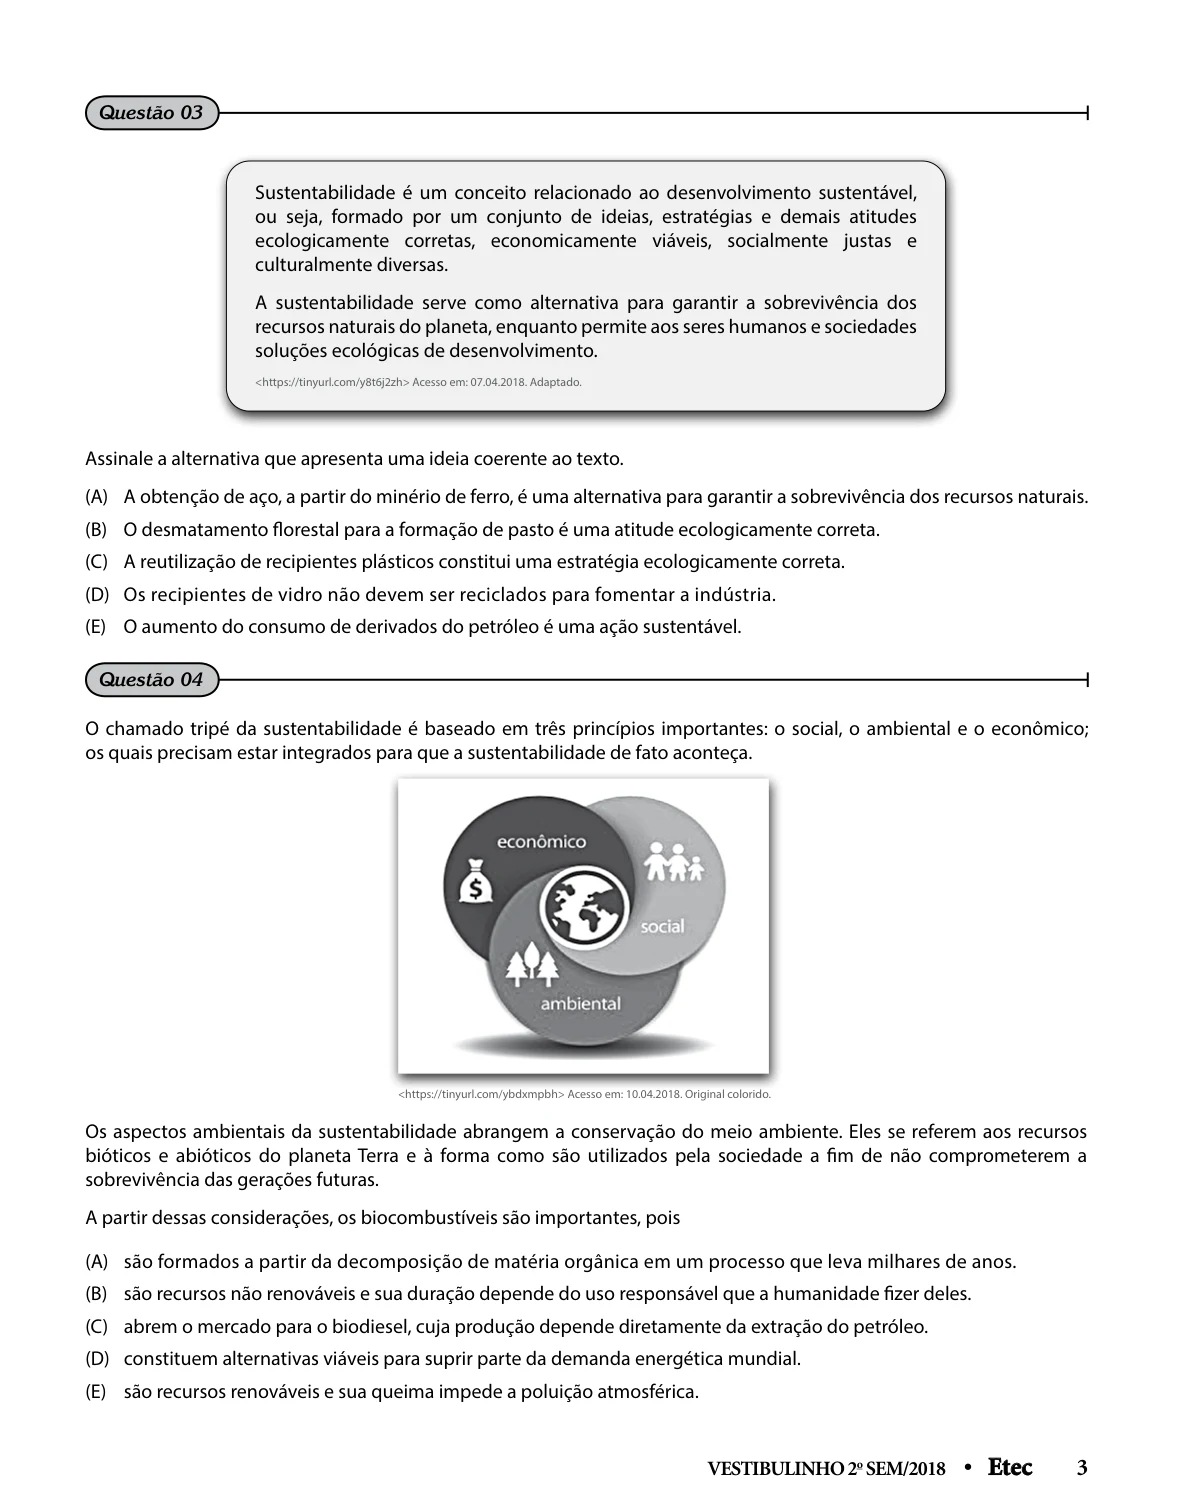 Questão 03
Sustentabilidade é um conceito relacionado ao desenvolvimento sustentável,
ou seja, formado por um conjunto de ideias, estratégias e demais atitudes
ecologicamente corretas, economicamente viáveis, socialmente justas e
culturalmente diversas.
A sustentabilidade serve como alternativa para garantir a sobrevivência dos
recursos naturais do planeta, enquanto permite aos seres humanos e sociedades
soluções ecológicas de desenvolvimento.
<https://tinyurl.com/y8t6j2zh> Acesso em: 07.04.2018. Adaptado.
Assinale a alternativa que apresenta uma ideia coerente ao texto.
(A) A obtenção de aço, a partir do minério de ferro, é uma alternativa para garantir a sobrevivência dos recursos naturais.
(B) O desmatamento florestal para a formação de pasto é uma atitude ecologicamente correta.
(C) A reutilização de recipientes plásticos constitui uma estratégia ecologicamente correta.
(D) Os recipientes de vidro não devem ser reciclados para fomentar a indústria.
(E) O aumento do consumo de derivados do petróleo é uma ação sustentável.
Questão 04
O chamado tripé da sustentabilidade é baseado em três princípios importantes: o social, o ambiental e o econômico;
os quais precisam estar integrados para que a sustentabilidade de fato aconteça.
econômico
$
social
ambiental
<https://tinyurl.com/ybdxmpbh> Acesso em: 10.04.2018. Original colorido.
Os aspectos ambientais da sustentabilidade abrangem a conservação do meio ambiente. Eles se referem aos recursos
bióticos e abióticos do planeta Terra e à forma como são utilizados pela sociedade a fim de não comprometerem a
sobrevivência das gerações futuras.
A partir dessas considerações, os biocombustíveis são importantes, pois
(A) são formados a partir da decomposição de matéria orgânica em um processo que leva milhares de anos.
(B) são recursos não renováveis e sua duração depende do uso responsável que a humanidade fizer deles.
(C) abrem o mercado para o biodiesel, cuja produção depende diretamente da extração do petróleo.
(D) constituem alternativas viáveis para suprir parte da demanda energética mundial.
(E) são recursos renováveis e sua queima impede a poluição atmosférica.
VESTIBULINHO 2º SEM/2018 • Etec 3